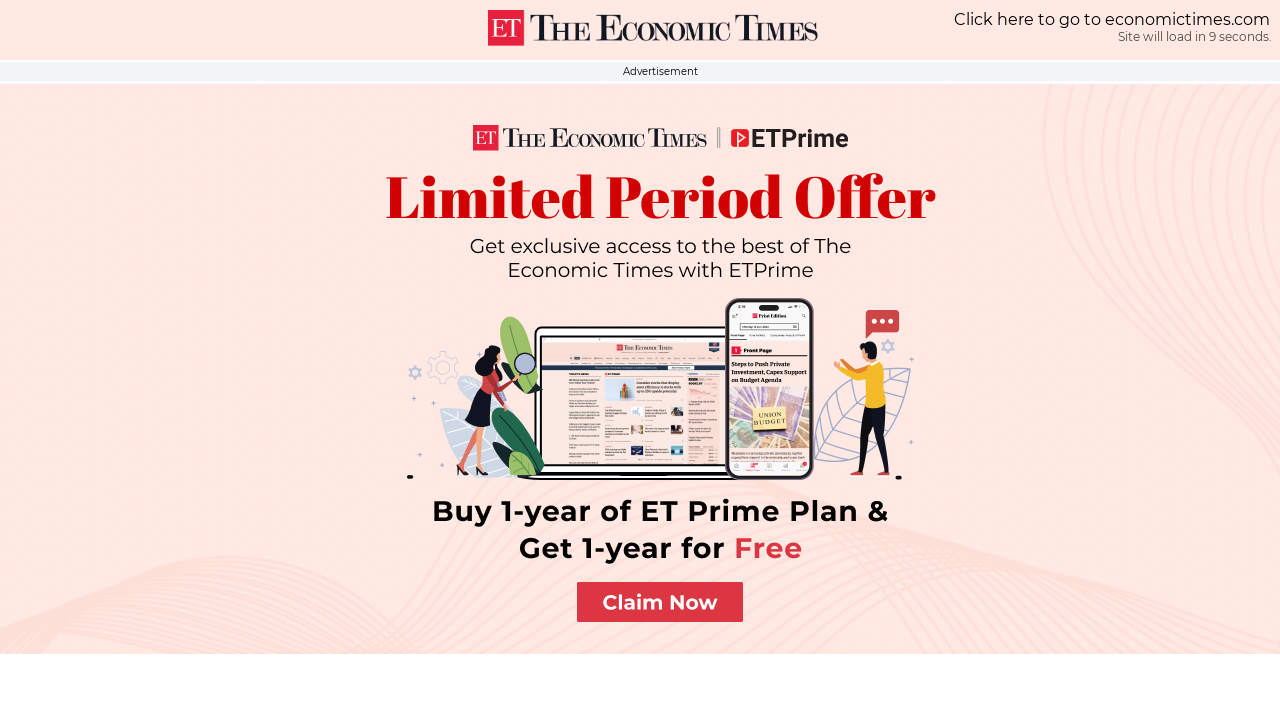 ET THE ECONOMIC TIMES
Click here to go to economictimes.com
Site will load in 9 seconds.
Advertisement
ET THE ECONOMIC TIMES | ETPrime
Limited Period Offer
Get exclusive access to the best of The
Economic Times with ETPrime
THE ECONOMIC TIMES
Print Edition
Front Page
Steps to Push Private
Investment, Capex Support
on Budget Agenda
UNION
BUDGET
Buy 1-year of ET Prime Plan &
Get 1-year for Free
Claim Now